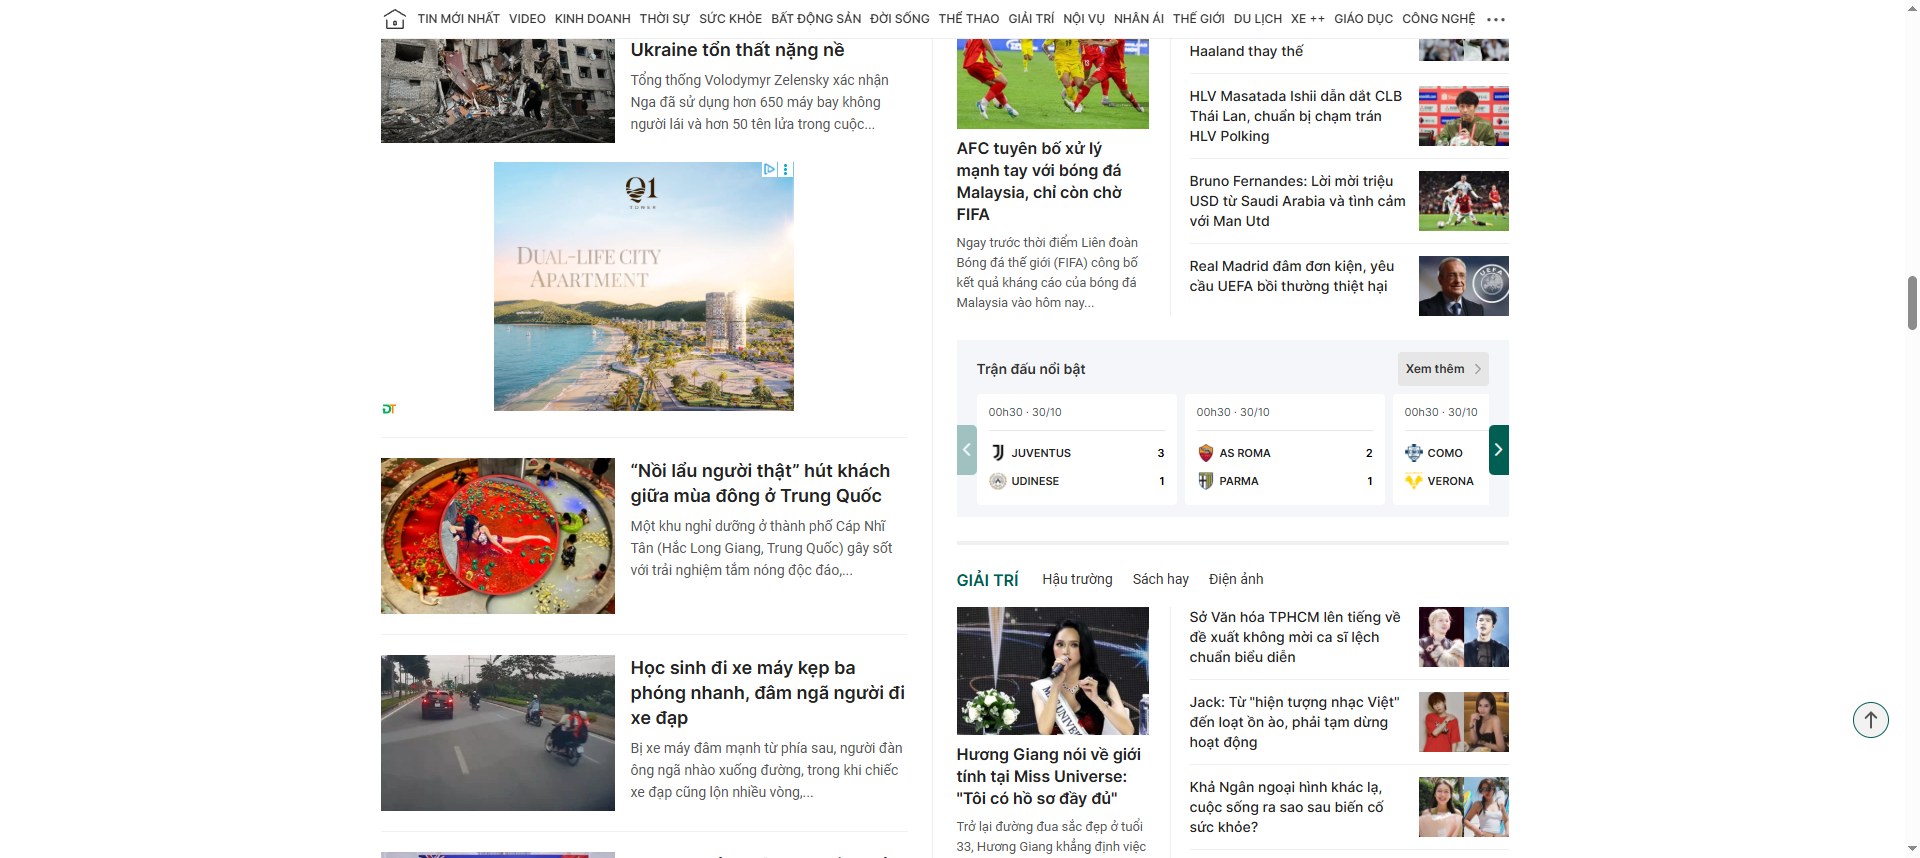 TIN MỚI NHẤT VIDEO KINH DOANH THỜI SỰ SỨC KHỎE BẤT ĐỘNG SẢN ĐỜI SỐNG THỂ THAO GIẢI TRÍ NỘI VỤ NHÂN ÁI THẾ GIỚI DU LỊCH XE ++ GIÁO DỤC CÔNG NGHỆ
Ukraine tổn thất nặng nề
Tổng thống Volodymyr Zelensky xác nhận
Nga đã sử dụng hơn 650 máy bay không
người lái và hơn 50 tên lửa trong cuộc...
Q1
TOWER
DUAL-LIFE CITY
APARTMENT
DT
“Nồi lẩu người thật” hút khách
giữa mùa đông ở Trung Quốc
Một khu nghỉ dưỡng ở thành phố Cáp Nhĩ
Tân (Hắc Long Giang, Trung Quốc) gây sốt
với trải nghiệm tắm nóng độc đáo,...
Học sinh đi xe máy kẹp ba
phóng nhanh, đâm ngã người đi
xe đạp
Bị xe máy đâm mạnh từ phía sau, người đàn
ông ngã nhào xuống đường, trong khi chiếc
xe đạp cũng lộn nhiều vòng,...
AFC tuyên bố xử lý
mạnh tay với bóng đá
Malaysia, chỉ còn chờ
FIFA
Ngay trước thời điểm Liên đoàn
Bóng đá thế giới (FIFA) công bố
kết quả kháng cáo của bóng đá
Malaysia vào hôm nay...
Haaland thay thế
HLV Masatada Ishii dẫn dắt CLB
Thái Lan, chuẩn bị chạm trán
HLV Polking
Bruno Fernandes: Lời mời triệu
USD từ Saudi Arabia và tình cảm
với Man Utd
Real Madrid đâm đơn kiện, yêu
cầu UEFA bồi thường thiệt hại
UEFA
Trận đấu nổi bật
Xem thêm
00h30 · 30/10
JUVENTUS 3
UDINESE 1
00h30 · 30/10
AS ROMA 2
PARMA 1
00h30 · 30/10
COMO
VERONA
GIẢI TRÍ Hậu trường Sách hay Điện ảnh
Hương Giang nói về giới
tính tại Miss Universe:
"Tôi có hồ sơ đầy đủ"
Trở lại đường đua sắc đẹp ở tuổi
33, Hương Giang khẳng định việc
Sở Văn hóa TPHCM lên tiếng về
đề xuất không mời ca sĩ lệch
chuẩn biểu diễn
Jack: Từ "hiện tượng nhạc Việt"
đến loạt ồn ào, phải tạm dừng
hoạt động
Khả Ngân ngoại hình khác lạ,
cuộc sống ra sao sau biến cố
sức khỏe?